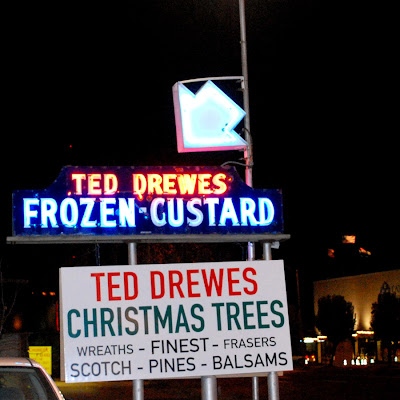 TED DREWES
FROZEN CUSTARD
TED DREWES
CHRISTMAS TREES
WREATHS - FINEST - FRASERS
SCOTCH - PINES - BALSAMS